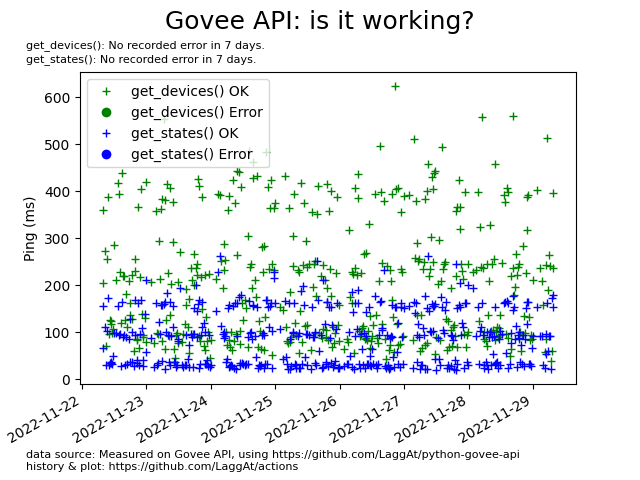 Govee API: is it working?
get_devices(): No recorded error in 7 days.
get_states(): No recorded error in 7 days.
get_devices() OK
get_devices() Error
get_states() OK
get_states() Error
Ping (ms)
600
500
400
300
200
100
0
2022-11-22
2022-11-23
2022-11-24
2022-11-25
2022-11-26
2022-11-27
2022-11-28
2022-11-29
data source: Measured on Govee API, using https://github.com/LaggAt/python-govee-api
history & plot: https://github.com/LaggAt/actions